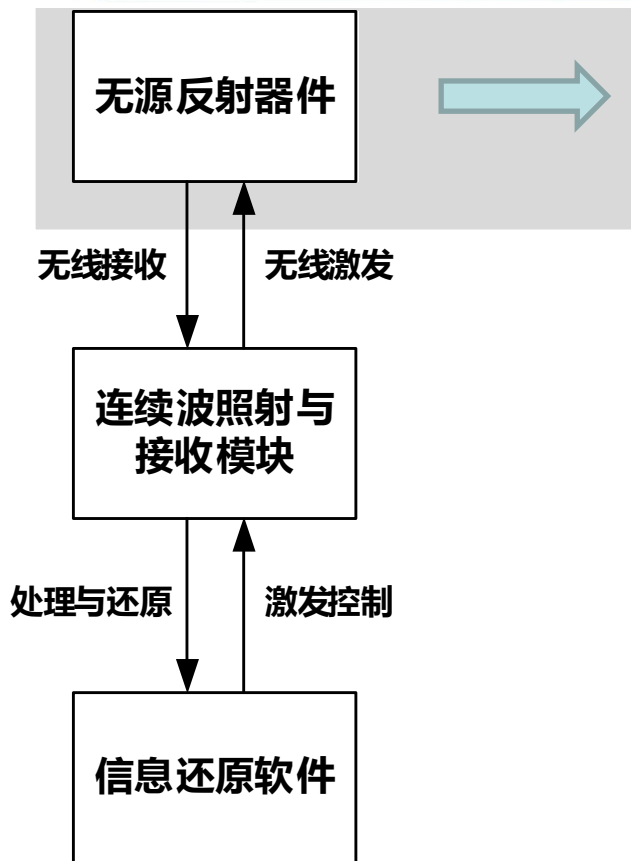 无源反射器件
无线接收
无线激发
连续波照射与
接收模块
处理与还原
激发控制
信息还原软件